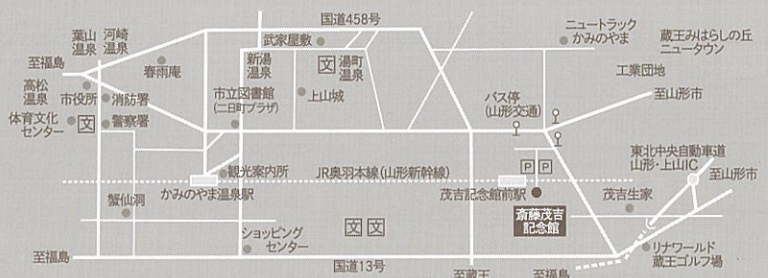 国道458号
ニュートラック
かみのやま
蔵王みはらしの丘
ニュータウン
葉山
温泉
河崎
温泉
武家屋敷
至福島
春雨庵
新湯
温泉
文
湯町
温泉
工業団地
高松
温泉
市役所
消防署
市立図書館
(二日町プラザ)
上山城
バス停
(山形交通)
至山形市
体育文化
センター
文
警察署
東北中央自動車道
山形・上山IC
至山形市
観光案内所
JR奥羽本線(山形新幹線)
P P
かみのやま温泉駅
茂吉記念館前駅
茂吉生家
蟹仙洞
斎藤茂吉
記念館
文文
ショッピング
センター
リナワールド
蔵王ゴルフ場
至福島
国道13号
至蔵王
至福島